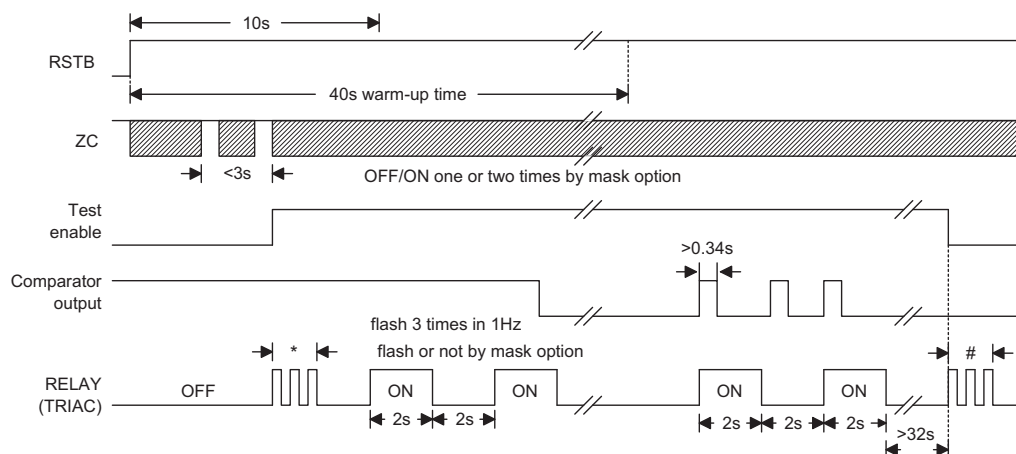 10s
RSTB
40s warm-up time
ZC
<3s
OFF/ON one or two times by mask option
Test
enable
>0.34s
Comparator
output
flash 3 times in 1Hz
*
flash or not by mask option
#
RELAY
(TRIAC)
OFF
ON
ON
ON
ON
2s
2s
2s
2s
2s
>32s